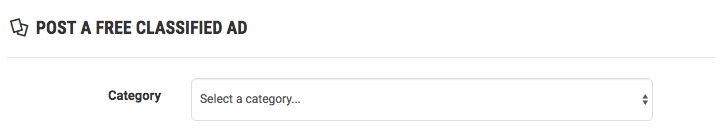 POST A FREE CLASSIFIED AD
Category Select a category...